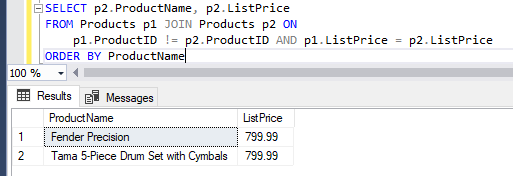 SELECT p2.ProductName, p2.ListPrice
FROM Products p1 JOIN Products p2 ON
p1.ProductID != p2.ProductID AND p1.ListPrice = p2.ListPrice
ORDER BY ProductName
100 %
Results Messages
ProductName ListPrice
1 Fender Precision 799.99
2 Tama 5-Piece Drum Set with Cymbals 799.99